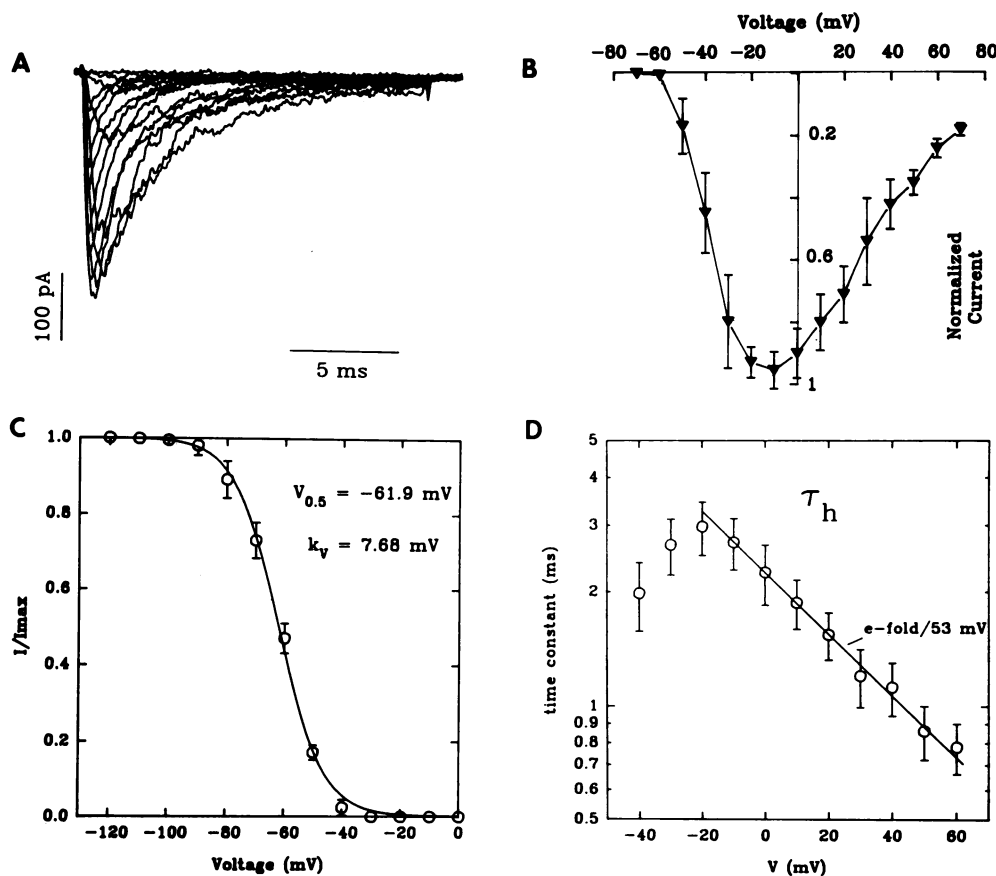 A
100 pA
5 ms
B
Voltage (mV)
-80 -60 -40 -20 0 20 40 60 80
0.2
0.6
1
Normalized
Current
C
1.0
0.8
0.6
0.4
0.2
0.0
I/Imax
V0.5 = -61.9 mV
kV = 7.68 mV
-120 -100 -80 -60 -40 -20 0
Voltage (mV)
D
5
4
3
2
1
0.9
0.8
0.7
0.6
0.5
time constant (ms)
τh
e-fold/53 mV
-40 -20 0 20 40 60
V (mV)